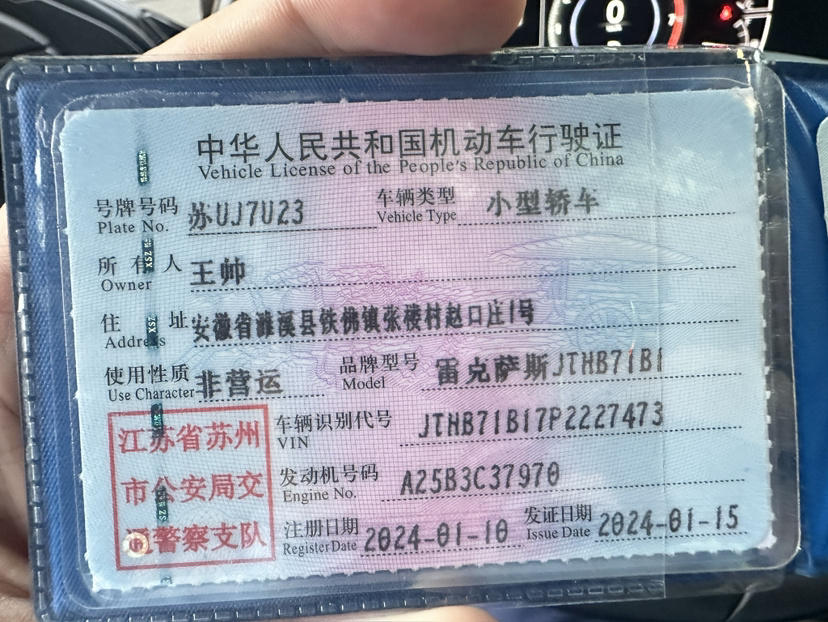 中华人民共和国机动车行驶证
Vehicle License of the People's Republic of China
号牌号码 苏UJ7U23 车辆类型 小型轿车
Plate No. Vehicle Type
所有人 王帅
Owner
住址 安徽省濉溪县铁佛镇张楼村赵口庄1号
Address
使用性质 非营运 品牌型号 雷克萨斯JTHB71B1
Use Character Model
江苏省苏州
市公安局交
通警察支队
车辆识别代号 JTHB71B17P2227473
VIN
发动机号码 A25B3C37970
Engine No.
注册日期 2024-01-10 发证日期 2024-01-15
Register Date Issue Date
0